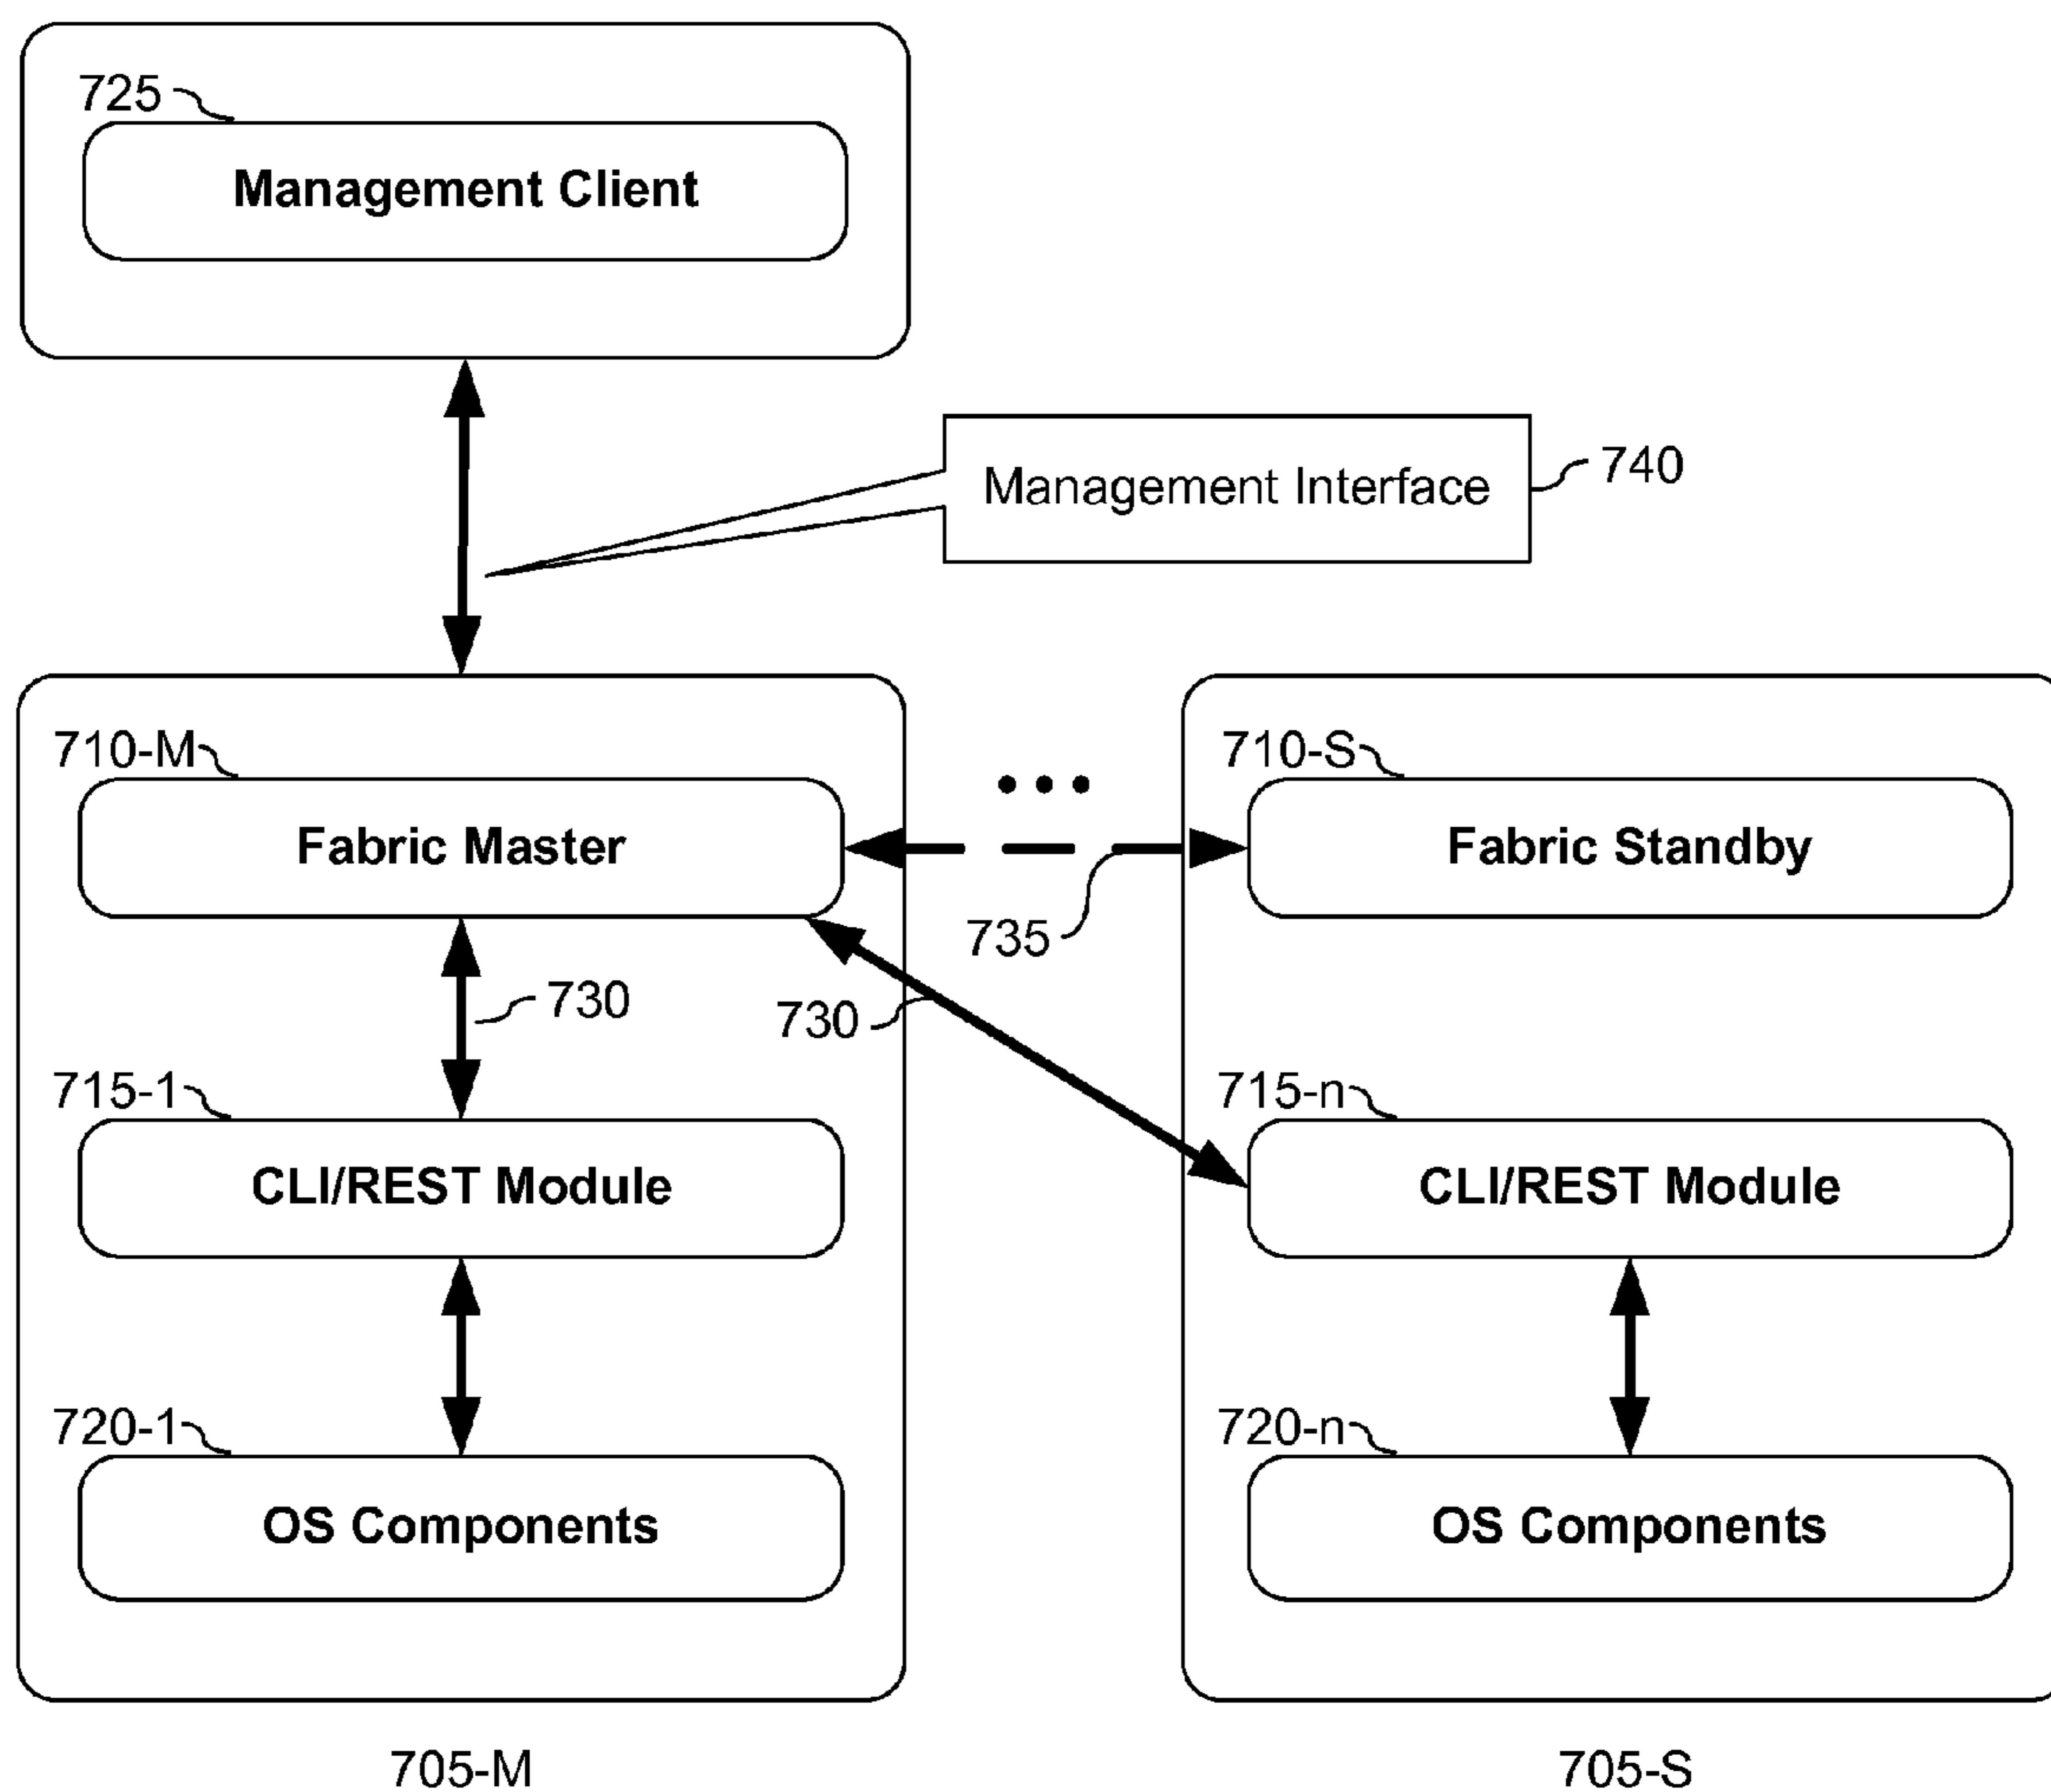 725
Management Client
Management Interface
740
710-M
Fabric Master
710-S
Fabric Standby
735
730
730
715-1
CLI/REST Module
715-n
CLI/REST Module
720-1
OS Components
720-n
OS Components
705-M
705-S